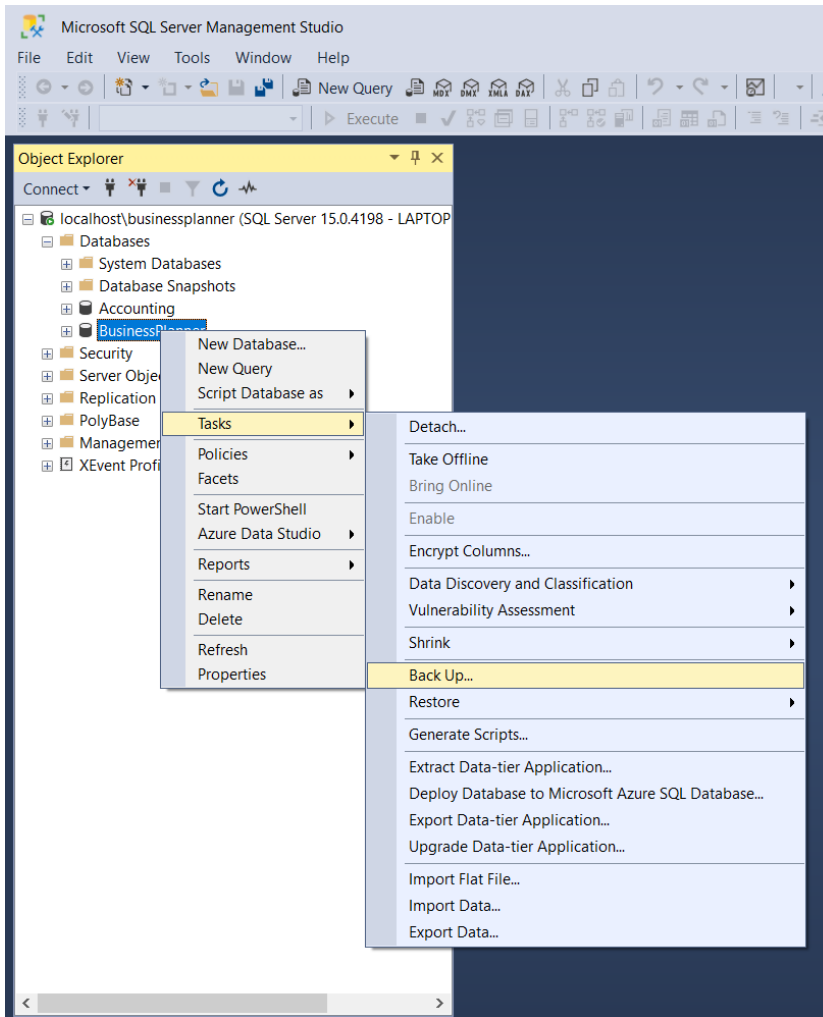 Microsoft SQL Server Management Studio
File Edit View Tools Window Help
New Query MDX DMX XMLA DAX
Execute
Object Explorer
Connect
localhost\businessplanner (SQL Server 15.0.4198 - LAPTOP
Databases
System Databases
Database Snapshots
Accounting
BusinessPlanner
Security
Server Obje
Replication
PolyBase
Managemen
XEvent Profi
New Database...
New Query
Script Database as
Tasks
Policies
Facets
Start PowerShell
Azure Data Studio
Reports
Rename
Delete
Refresh
Properties
Detach...
Take Offline
Bring Online
Enable
Encrypt Columns...
Data Discovery and Classification
Vulnerability Assessment
Shrink
Back Up...
Restore
Generate Scripts...
Extract Data-tier Application...
Deploy Database to Microsoft Azure SQL Database...
Export Data-tier Application...
Upgrade Data-tier Application...
Import Flat File...
Import Data...
Export Data...